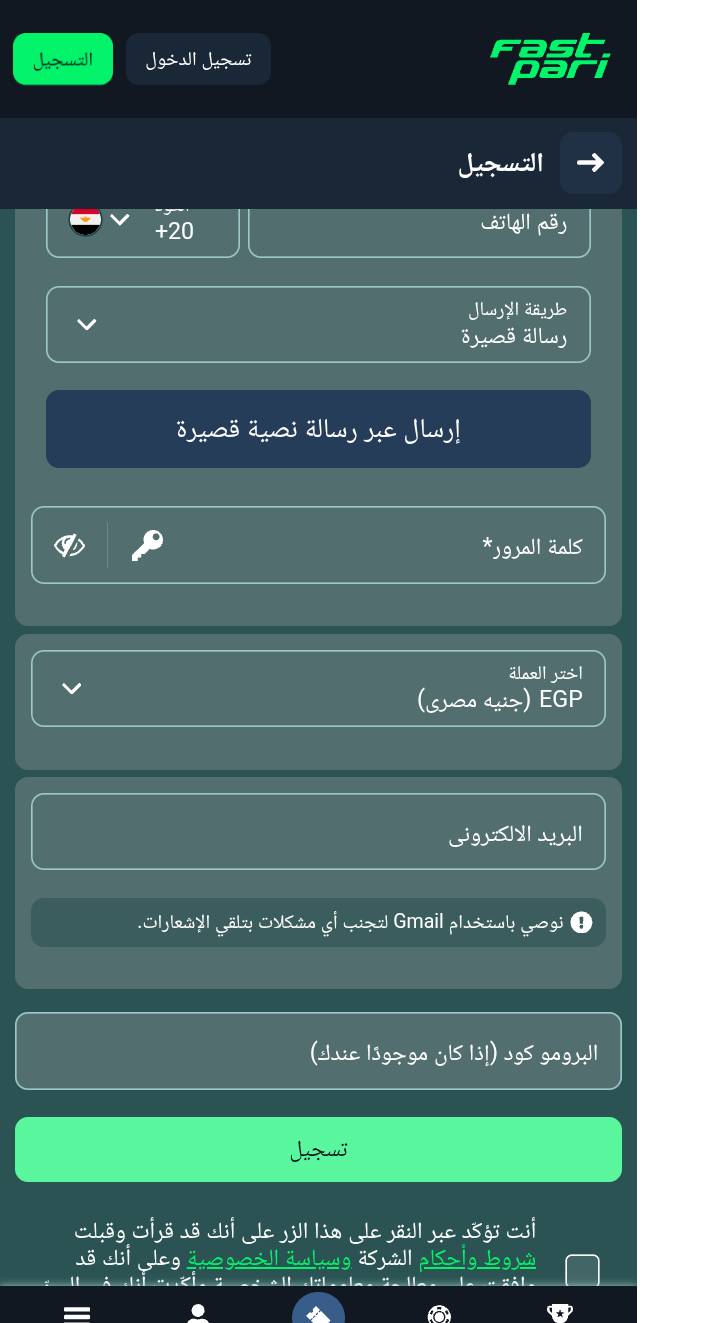 fast
pari
تسجيل الدخول
التسجيل
التسجيل
رقم الهاتف
+20
طريقة الإرسال
رسالة قصيرة
إرسال عبر رسالة نصية قصيرة
كلمة المرور*
اختر العملة
EGP (جنيه مصرى)
البريد الالكترونى
نوصي باستخدام Gmail لتجنب أي مشكلات بتلقي الإشعارات.
البرومو كود (إذا كان موجودًا عندك)
تسجيل
أنت تؤكّد عبر النقر على هذا الزر على أنك قد قرأت وقبلت
شروط وأحكام الشركة وسياسة الخصوصية وعلى أنك قد